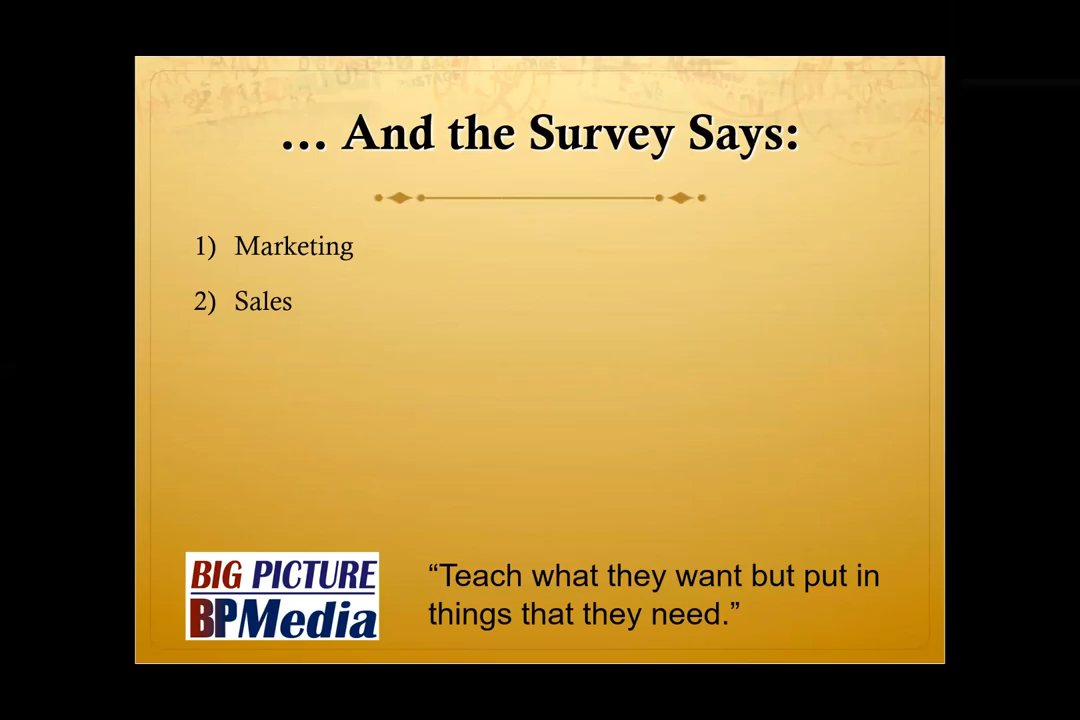 … And the Survey Says:
1) Marketing
2) Sales
BIG PICTURE
BPMedia
“Teach what they want but put in
things that they need.”